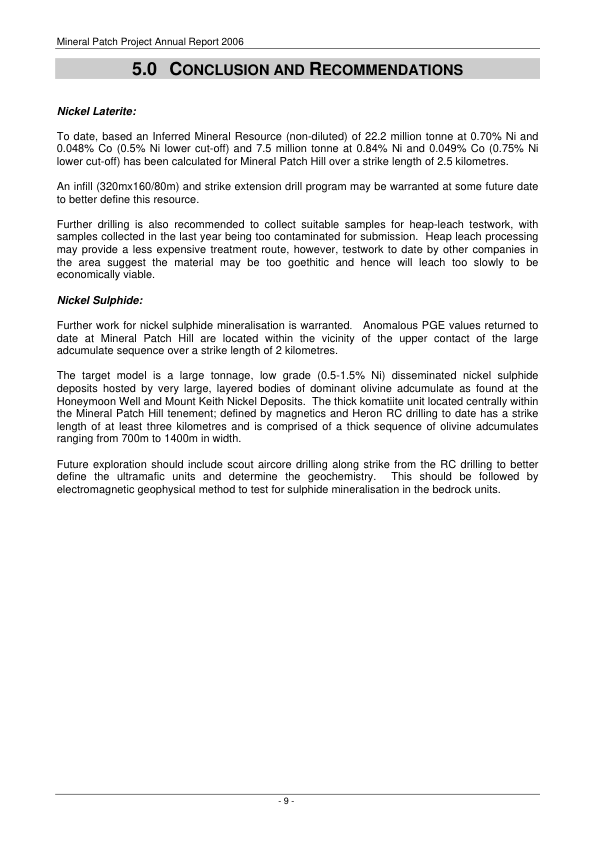 Mineral Patch Project Annual Report 2006
5.0 CONCLUSION AND RECOMMENDATIONS
Nickel Laterite:
To date, based an Inferred Mineral Resource (non-diluted) of 22.2 million tonne at 0.70% Ni and
0.048% Co (0.5% Ni lower cut-off) and 7.5 million tonne at 0.84% Ni and 0.049% Co (0.75% Ni
lower cut-off) has been calculated for Mineral Patch Hill over a strike length of 2.5 kilometres.
An infill (320mx160/80m) and strike extension drill program may be warranted at some future date
to better define this resource.
Further drilling is also recommended to collect suitable samples for heap-leach testwork, with
samples collected in the last year being too contaminated for submission. Heap leach processing
may provide a less expensive treatment route, however, testwork to date by other companies in
the area suggest the material may be too goethitic and hence will leach too slowly to be
economically viable.
Nickel Sulphide:
Further work for nickel sulphide mineralisation is warranted. Anomalous PGE values returned to
date at Mineral Patch Hill are located within the vicinity of the upper contact of the large
adcumulate sequence over a strike length of 2 kilometres.
The target model is a large tonnage, low grade (0.5-1.5% Ni) disseminated nickel sulphide
deposits hosted by very large, layered bodies of dominant olivine adcumulate as found at the
Honeymoon Well and Mount Keith Nickel Deposits. The thick komatiite unit located centrally within
the Mineral Patch Hill tenement; defined by magnetics and Heron RC drilling to date has a strike
length of at least three kilometres and is comprised of a thick sequence of olivine adcumulates
ranging from 700m to 1400m in width.
Future exploration should include scout aircore drilling along strike from the RC drilling to better
define the ultramafic units and determine the geochemistry. This should be followed by
electromagnetic geophysical method to test for sulphide mineralisation in the bedrock units.
- 9 -